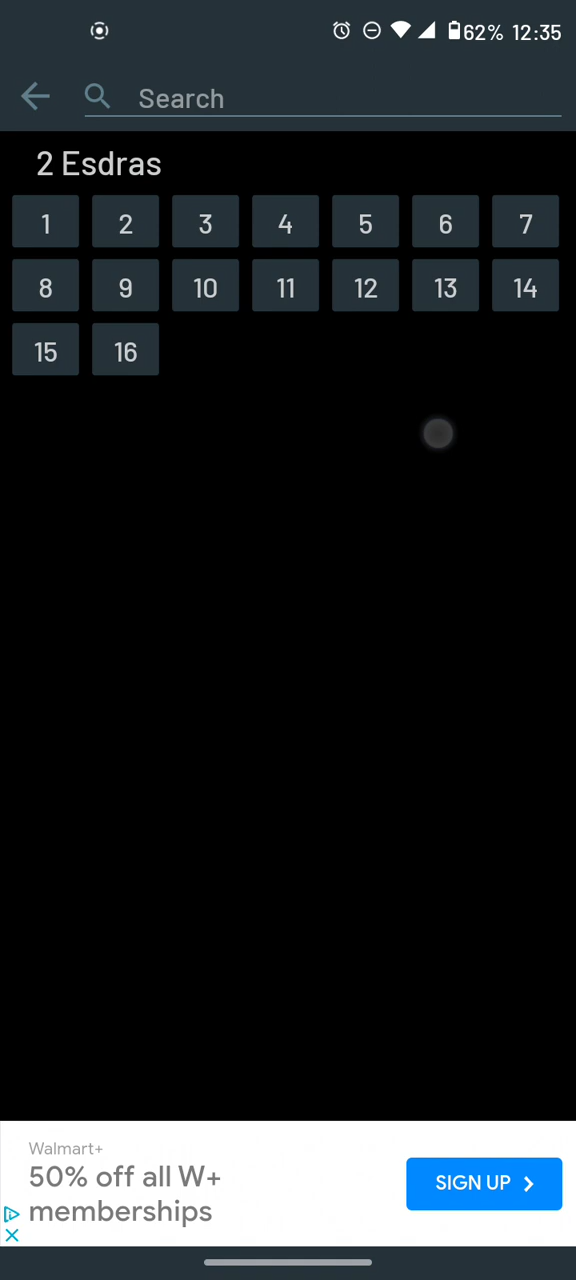 62% 12:35
Search
2 Esdras
1 2 3 4 5 6 7
8 9 10 11 12 13 14
15 16
Walmart+
50% off all W+
memberships
SIGN UP